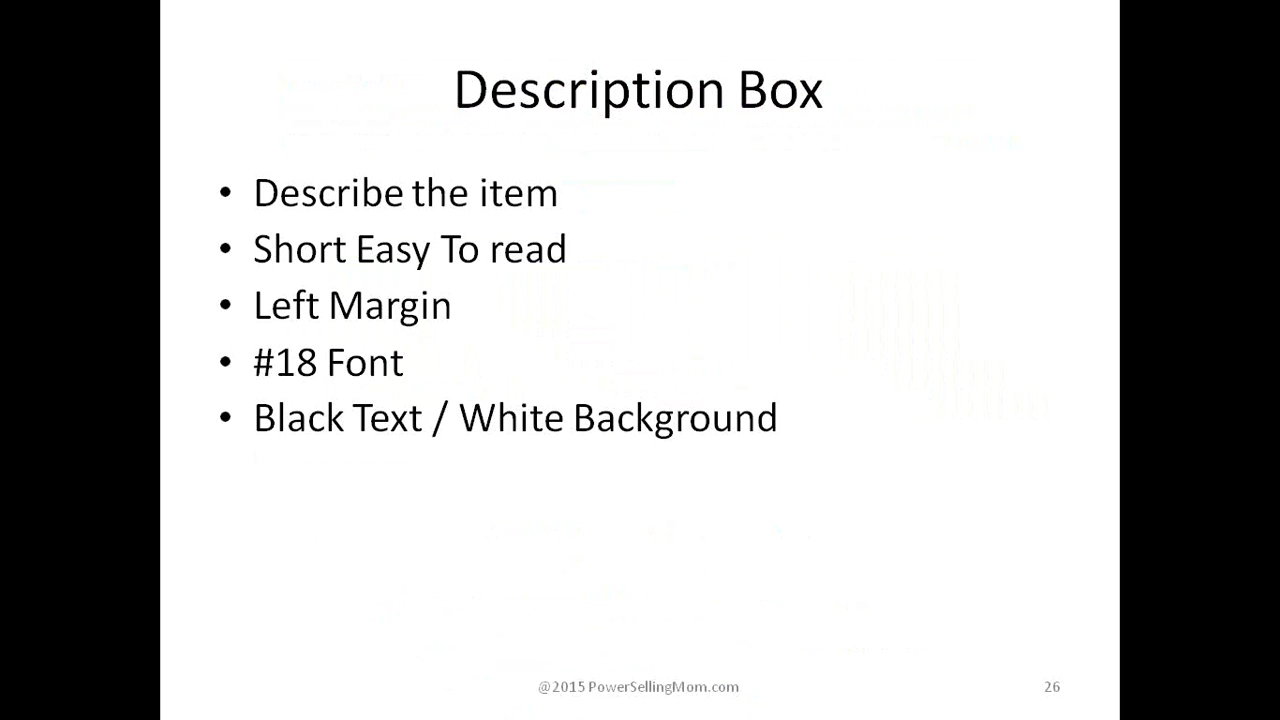 Description Box
• Describe the item
• Short Easy To read
• Left Margin
• #18 Font
• Black Text / White Background
@2015 PowerSellingMom.com
26